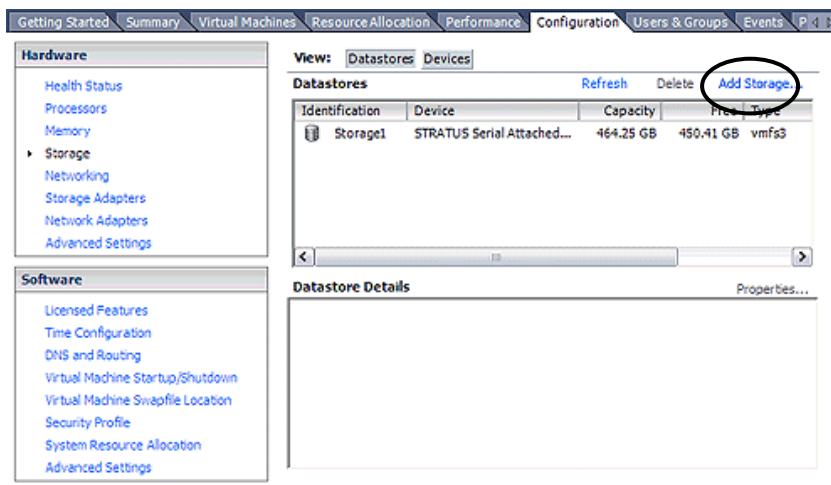 Getting Started Summary Virtual Machines Resource Allocation Performance Configuration Users & Groups Events P
Hardware
Health Status
Processors
Memory
Storage
Networking
Storage Adapters
Network Adapters
Advanced Settings
Software
Licensed Features
Time Configuration
DNS and Routing
Virtual Machine Startup/Shutdown
Virtual Machine Swapfile Location
Security Profile
System Resource Allocation
Advanced Settings
View: Datastores Devices
Datastores Refresh Delete Add Storage...
Identification Device Capacity Free Type
Storage1 STRATUS Serial Attached... 464.25 GB 450.41 GB vmfs3
Datastore Details Properties...